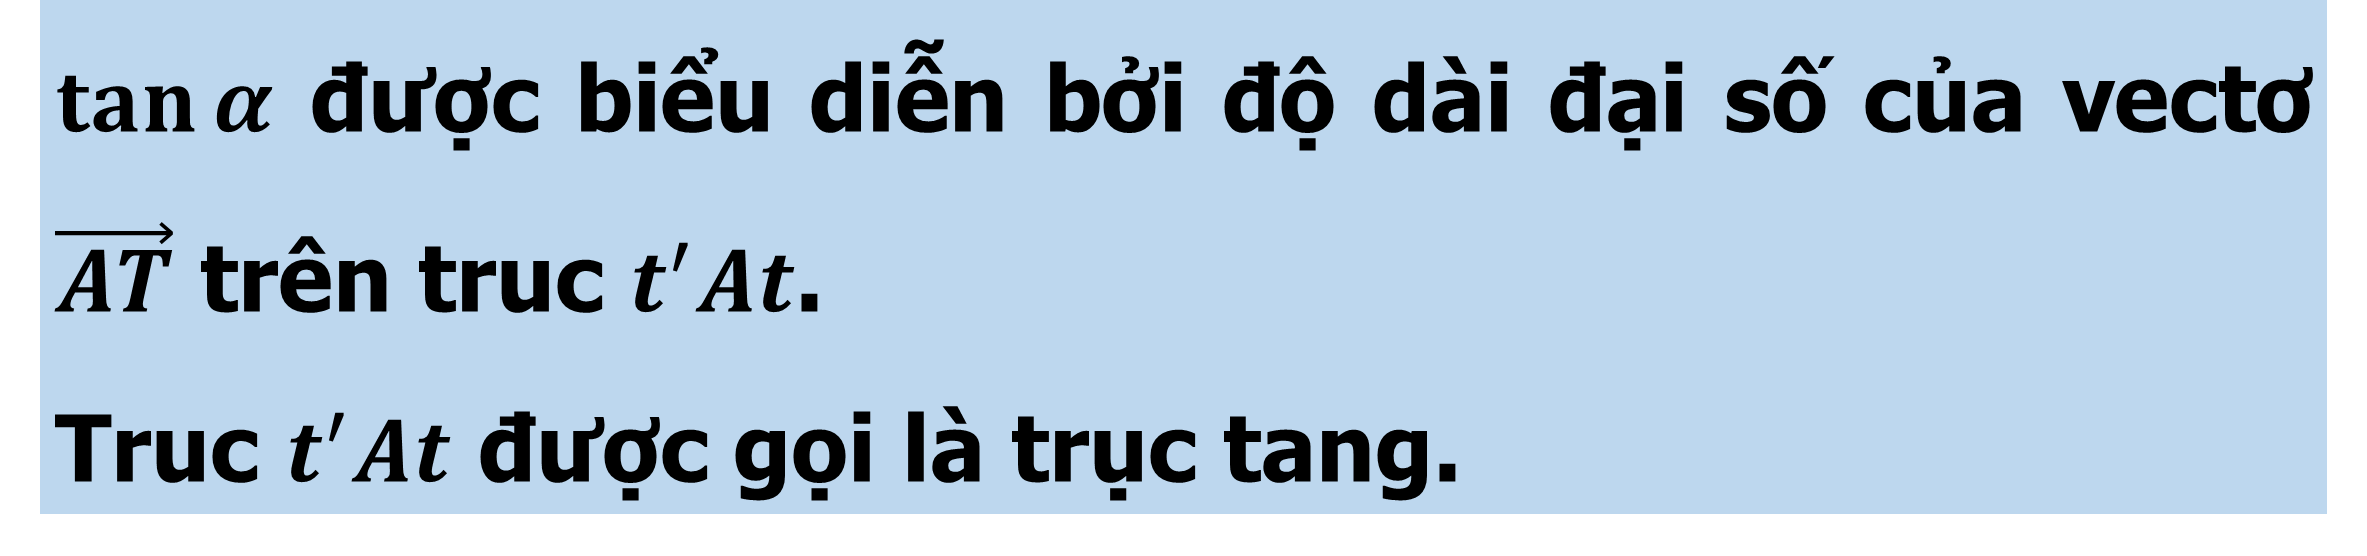 tan α được biểu diễn bởi độ dài đại số của vectơ
$\overrightarrow{AT}$ trên truc t′At.
Truc t′At được gọi là trục tang.